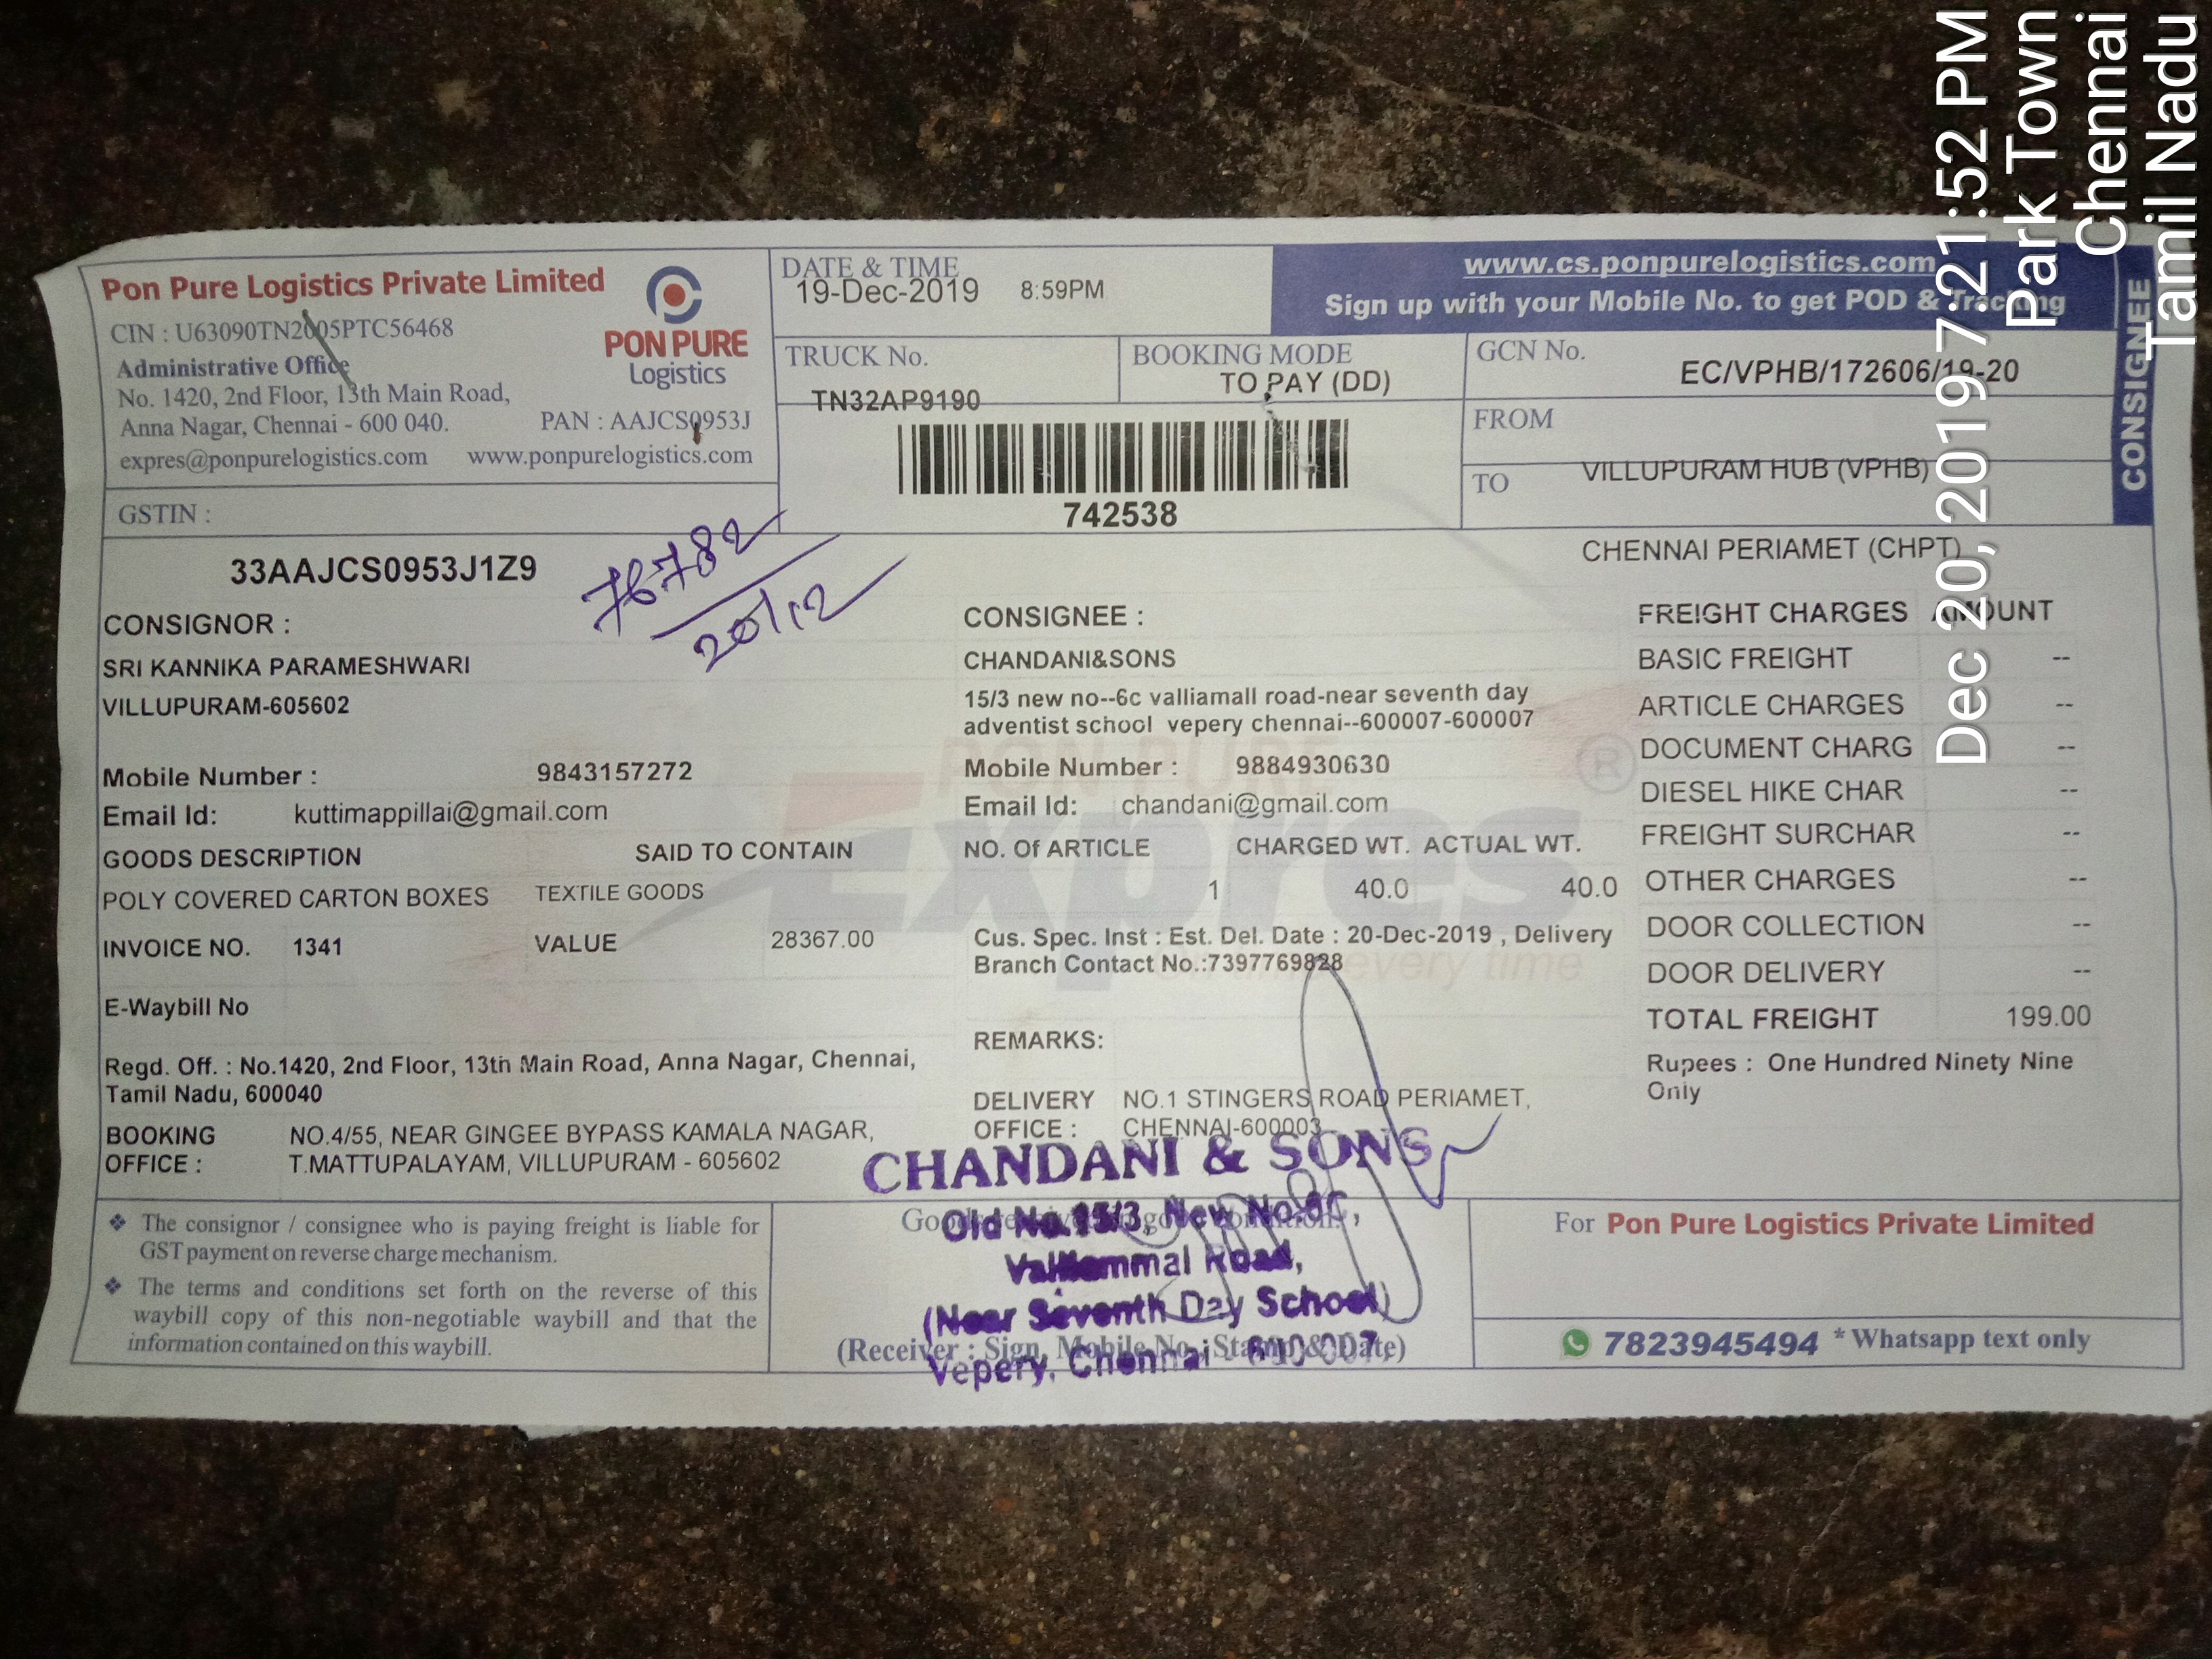 Pon Pure Logistics Private Limited
CIN : U63090TN2005PTC56468
Administrative Office
No. 1420, 2nd Floor, 13th Main Road,
Anna Nagar, Chennai - 600 040.
PAN : AAJCS0953J
expres@ponpurelogistics.com www.ponpurelogistics.com
PON PURE
Logistics
GSTIN :
33AAJCS0953J1Z9
DATE & TIME
19-Dec-2019 8:59PM
www.cs.ponpurelogistics.com
Sign up with your Mobile No. to get POD & Tracking
TRUCK No.
TN32AP9190
BOOKING MODE
TO PAY (DD)
GCN No.
EC/VPHB/172606/19-20
FROM
VILLUPURAM HUB (VPHB)
TO
CHENNAI PERIAMET (CHPT)
742538
CONSIGNEE
76782
20/12
CONSIGNOR :
SRI KANNIKA PARAMESHWARI
VILLUPURAM-605602
Mobile Number : 9843157272
Email Id: kuttimappillai@gmail.com
GOODS DESCRIPTION SAID TO CONTAIN
POLY COVERED CARTON BOXES TEXTILE GOODS
INVOICE NO. 1341 VALUE 28367.00
E-Waybill No
Regd. Off. : No.1420, 2nd Floor, 13th Main Road, Anna Nagar, Chennai,
Tamil Nadu, 600040
BOOKING NO.4/55, NEAR GINGEE BYPASS KAMALA NAGAR,
OFFICE : T.MATTUPALAYAM, VILLUPURAM - 605602
CONSIGNEE :
CHANDANI&SONS
15/3 new no--6c valliamall road-near seventh day
adventist school vepery chennai--600007-600007
Mobile Number : 9884930630
Email Id: chandani@gmail.com
NO. Of ARTICLE CHARGED WT. ACTUAL WT.
1 40.0 40.0
Cus. Spec. Inst : Est. Del. Date : 20-Dec-2019 , Delivery
Branch Contact No.:7397769828
REMARKS:
DELIVERY NO.1 STINGERS ROAD PERIAMET,
OFFICE : CHENNAI-600003
PON PURE
Expres
every time
®
FREIGHT CHARGES AMOUNT
BASIC FREIGHT --
ARTICLE CHARGES --
DOCUMENT CHARG --
DIESEL HIKE CHAR --
FREIGHT SURCHAR --
OTHER CHARGES --
DOOR COLLECTION --
DOOR DELIVERY --
TOTAL FREIGHT 199.00
Rupees : One Hundred Ninety Nine
Only
❖ The consignor / consignee who is paying freight is liable for
GST payment on reverse charge mechanism.
❖ The terms and conditions set forth on the reverse of this
waybill copy of this non-negotiable waybill and that the
information contained on this waybill.
CHANDANI & SONS
Old No.15/3, New No.6C,
Valliammal Road,
(Near Seventh Day School)
Vepery, Chennai - 600 007.
(Receiver : Sign, Mobile No., Stamp & Date)
For Pon Pure Logistics Private Limited
7823945494 * Whatsapp text only
Dec 20, 2019 7:21:52 PM
Park Town
Chennai
Tamil Nadu